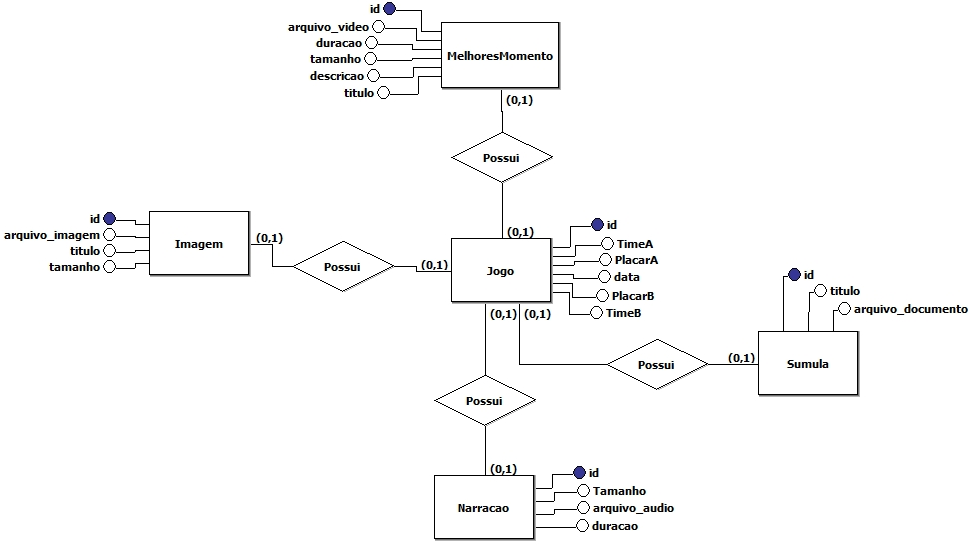 id
arquivo_video
duracao
tamanho
descricao
titulo
MelhoresMomento
(0,1)
Possui
(0,1)
id
arquivo_imagem
titulo
tamanho
Imagem
(0,1)
Possui
(0,1)
Jogo
id
TimeA
PlacarA
data
PlacarB
TimeB
(0,1)
(0,1)
id
titulo
arquivo_documento
Possui
(0,1)
Sumula
Possui
(0,1)
Narracao
id
Tamanho
arquivo_audio
duracao